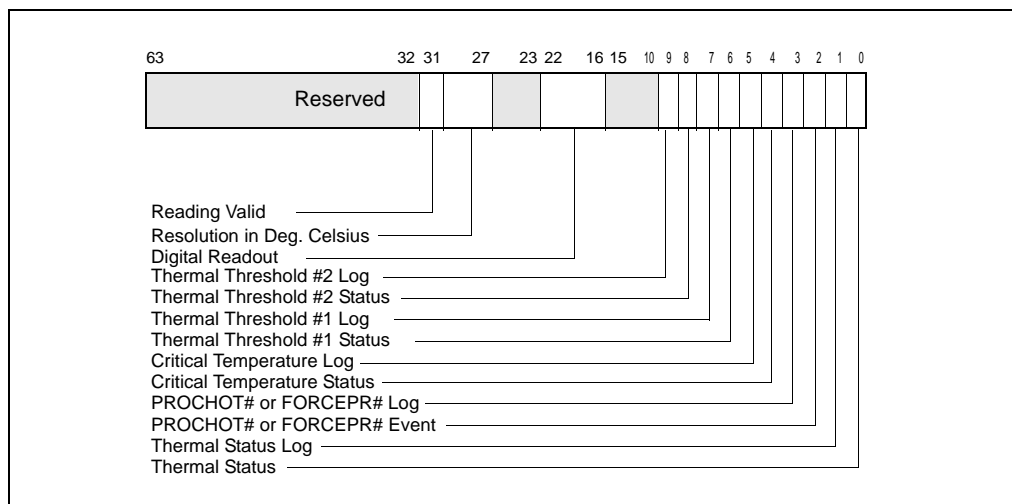 63 32 31 27 23 22 16 15 10 9 8 7 6 5 4 3 2 1 0
Reserved
Reading Valid
Resolution in Deg. Celsius
Digital Readout
Thermal Threshold #2 Log
Thermal Threshold #2 Status
Thermal Threshold #1 Log
Thermal Threshold #1 Status
Critical Temperature Log
Critical Temperature Status
PROCHOT# or FORCEPR# Log
PROCHOT# or FORCEPR# Event
Thermal Status Log
Thermal Status